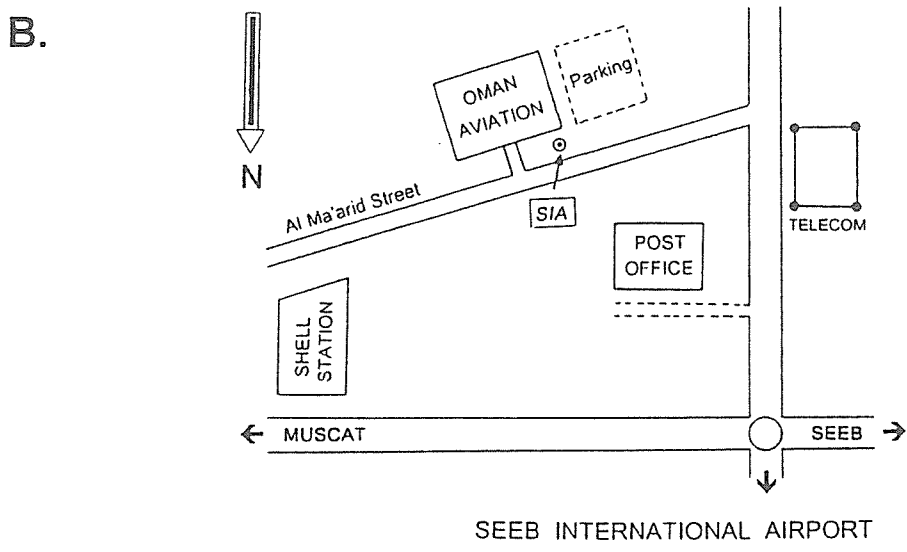 B.
N
OMAN
AVIATION
Parking
Al Ma'arid Street
SIA
TELECOM
POST
OFFICE
SHELL
STATION
MUSCAT
SEEB
SEEB INTERNATIONAL AIRPORT